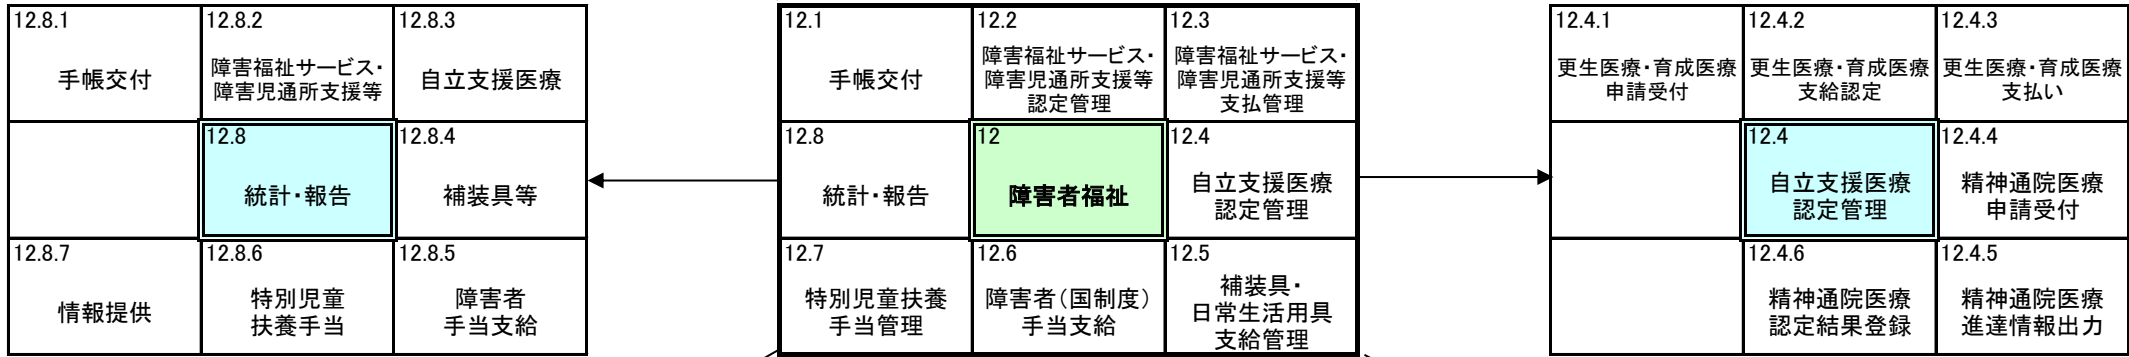 12.8.1
手帳交付
12.8.2
障害福祉サービス・
障害児通所支援等
12.8.3
自立支援医療
12.8
統計・報告
12.8.4
補装具等
12.8.7
情報提供
12.8.6
特別児童
扶養手当
12.8.5
障害者
手当支給
12.1
手帳交付
12.2
障害福祉サービス・
障害児通所支援等
認定管理
12.3
障害福祉サービス・
障害児通所支援等
支払管理
12.8
統計・報告
12
障害者福祉
12.4
自立支援医療
認定管理
12.7
特別児童扶養
手当管理
12.6
障害者（国制度）
手当支給
12.5
補装具・
日常生活用具
支給管理
12.4.1
更生医療・育成医療
申請受付
12.4.2
更生医療・育成医療
支給認定
12.4.3
更生医療・育成医療
支払い
12.4
自立支援医療
認定管理
12.4.4
精神通院医療
申請受付
12.4.6
精神通院医療
認定結果登録
12.4.5
精神通院医療
進達情報出力